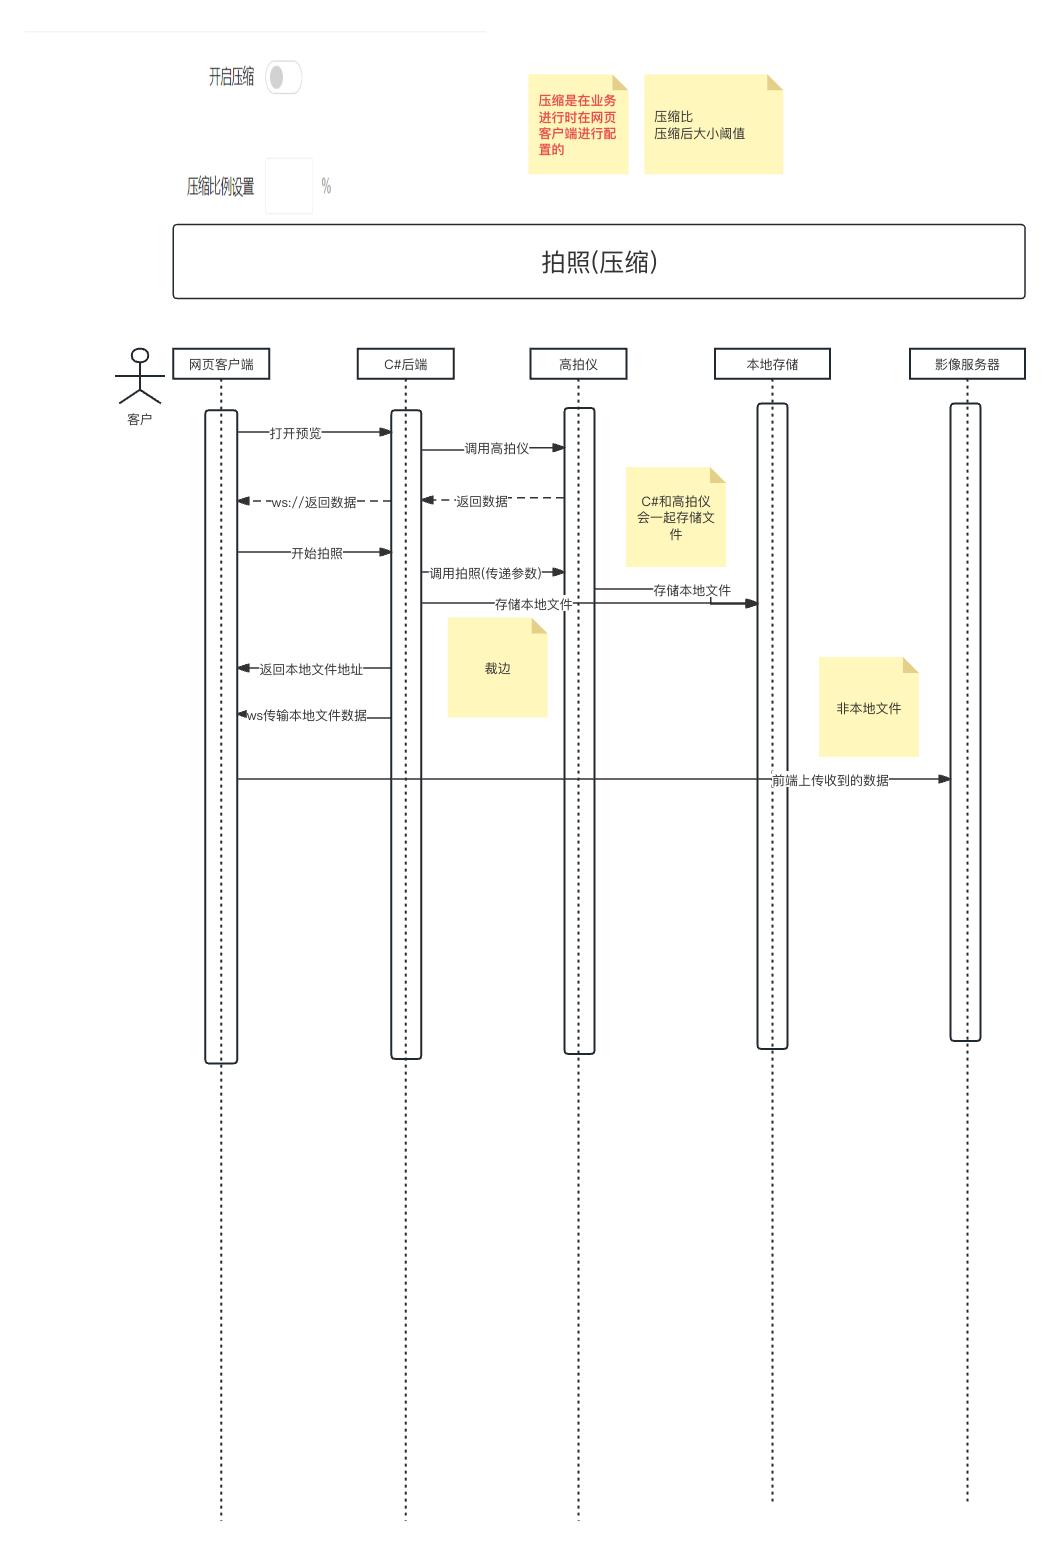 开启压缩
压缩是在业务
进行时在网页
客户端进行配
置的
压缩比
压缩后大小阈值
压缩比例设置
%
拍照(压缩)
客户
网页客户端
C#后端
高拍仪
本地存储
影像服务器
打开预览
调用高拍仪
ws://返回数据
返回数据
C#和高拍仪
会一起存储文
件
开始拍照
调用拍照(传递参数)
存储本地文件
存储本地文件
返回本地文件地址
裁边
ws传输本地文件数据
非本地文件
前端上传收到的数据